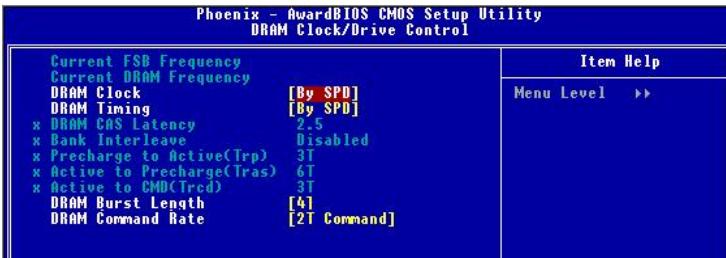 Phoenix - AwardBIOS CMOS Setup Utility
DRAM Clock/Drive Control
Current FSB Frequency
Current DRAM Frequency
DRAM Clock [By SPD]
DRAM Timing [By SPD]
x DRAM CAS Latency 2.5
x Bank Interleave Disabled
x Precharge to Active(Trp) 3T
x Active to Precharge(Tras) 6T
x Active to CMD(Trcd) 3T
DRAM Burst Length [4]
DRAM Command Rate [2T Command]
Item Help
Menu Level ▸▸